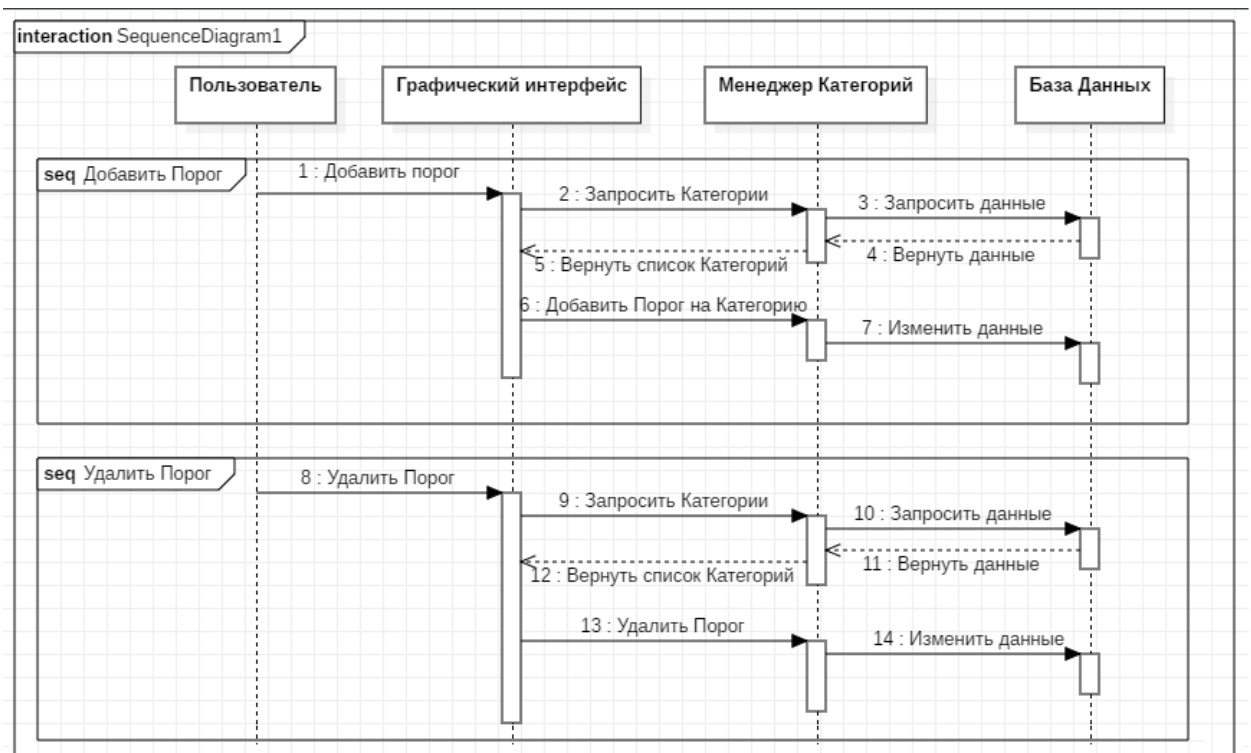 interaction SequenceDiagram1
Пользователь
Графический интерфейс
Менеджер Категорий
База Данных
seq Добавить Порог
1 : Добавить порог
2 : Запросить Категории
3 : Запросить данные
4 : Вернуть данные
5 : Вернуть список Категорий
6 : Добавить Порог на Категорию
7 : Изменить данные
seq Удалить Порог
8 : Удалить Порог
9 : Запросить Категории
10 : Запросить данные
11 : Вернуть данные
12 : Вернуть список Категорий
13 : Удалить Порог
14 : Изменить данные